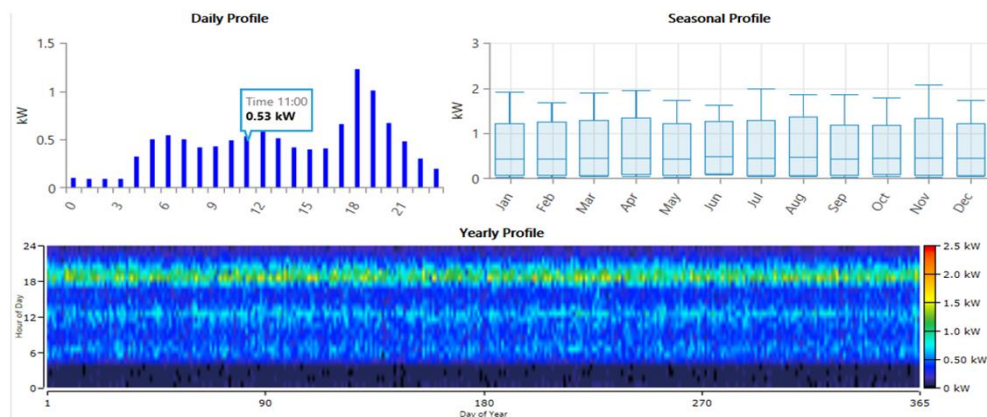 Daily Profile
1.5
1
0.5
0
kW
Time 11:00
0.53 kW
0
3
6
9
12
15
18
21
Seasonal Profile
3
2
1
0
kW
Jan
Feb
Mar
Apr
May
Jun
Jul
Aug
Sep
Oct
Nov
Dec
Yearly Profile
24
18
12
6
0
Hour of Day
1
90
180
270
365
Day of Year
2.5 kW
2.0 kW
1.5 kW
1.0 kW
0.50 kW
0 kW